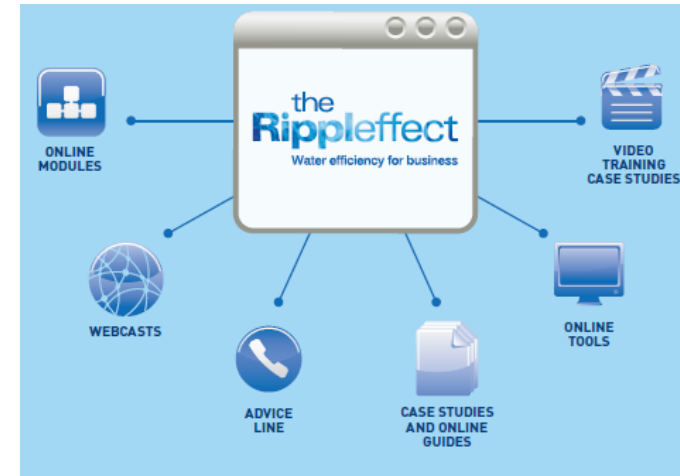 the
Rippleffect
Water efficiency for business
ONLINE
MODULES
VIDEO
TRAINING
CASE STUDIES
WEBCASTS
ONLINE
TOOLS
ADVICE
LINE
CASE STUDIES
AND ONLINE
GUIDES